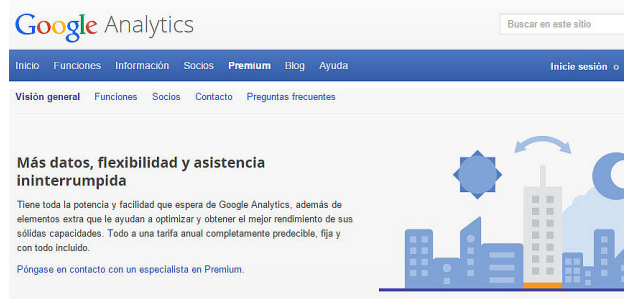 Google Analytics
Buscar en este sitio
Inicio Funciones Información Socios Premium Blog Ayuda Inicie sesión o
Visión general Funciones Socios Contacto Preguntas frecuentes
Más datos, flexibilidad y asistencia
ininterrumpida
Tiene toda la potencia y facilidad que espera de Google Analytics, además de
elementos extra que le ayudan a optimizar y obtener el mejor rendimiento de sus
sólidas capacidades. Todo a una tarifa anual completamente predecible, fija y
con todo incluido.
Póngase en contacto con un especialista en Premium.